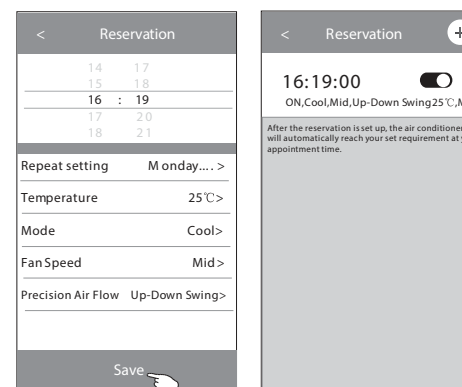 < Reservation
14 17
15 18
16 : 19
17 20
18 21
Repeat setting Monday.... >
Temperature 25℃>
Mode Cool>
Fan Speed Mid>
Precision Air Flow Up-Down Swing>
Save
< Reservation +
16:19:00
ON,Cool,Mid,Up-Down Swing25℃,M
After the reservation is set up, the air conditioner
will automatically reach your set requirement at
appointment time.